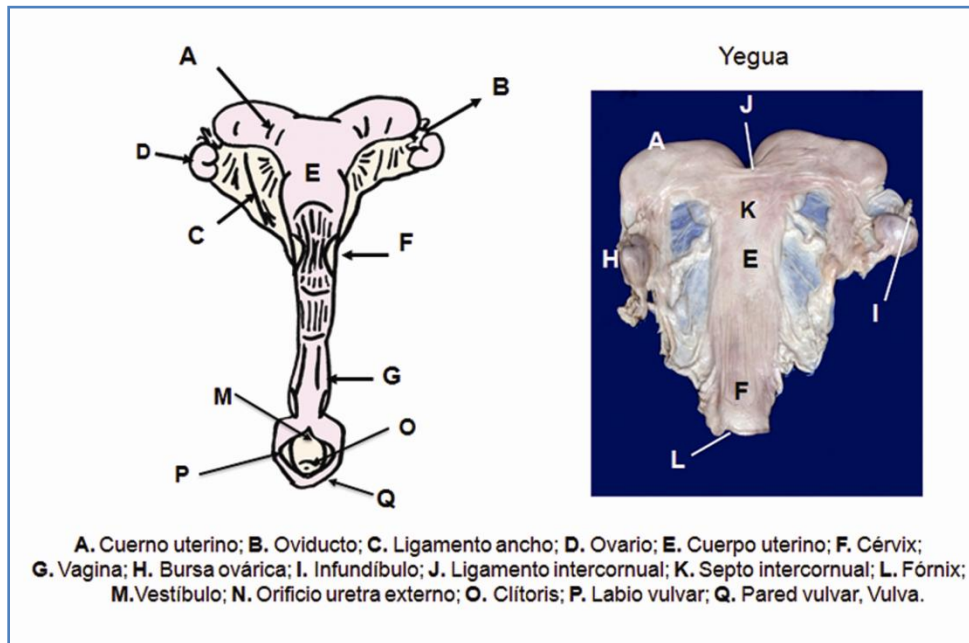 Yegua
A
B
J
D
A
E
K
C
F
H
E
I
G
M
F
O
P
L
Q
A. Cuerno uterino; B. Oviducto; C. Ligamento ancho; D. Ovario; E. Cuerpo uterino; F. Cérvix;
G. Vagina; H. Bursa ovárica; I. Infundíbulo; J. Ligamento intercornual; K. Septo intercornual; L. Fórnix;
M.Vestíbulo; N. Orificio uretra externo; O. Clítoris; P. Labio vulvar; Q. Pared vulvar, Vulva.